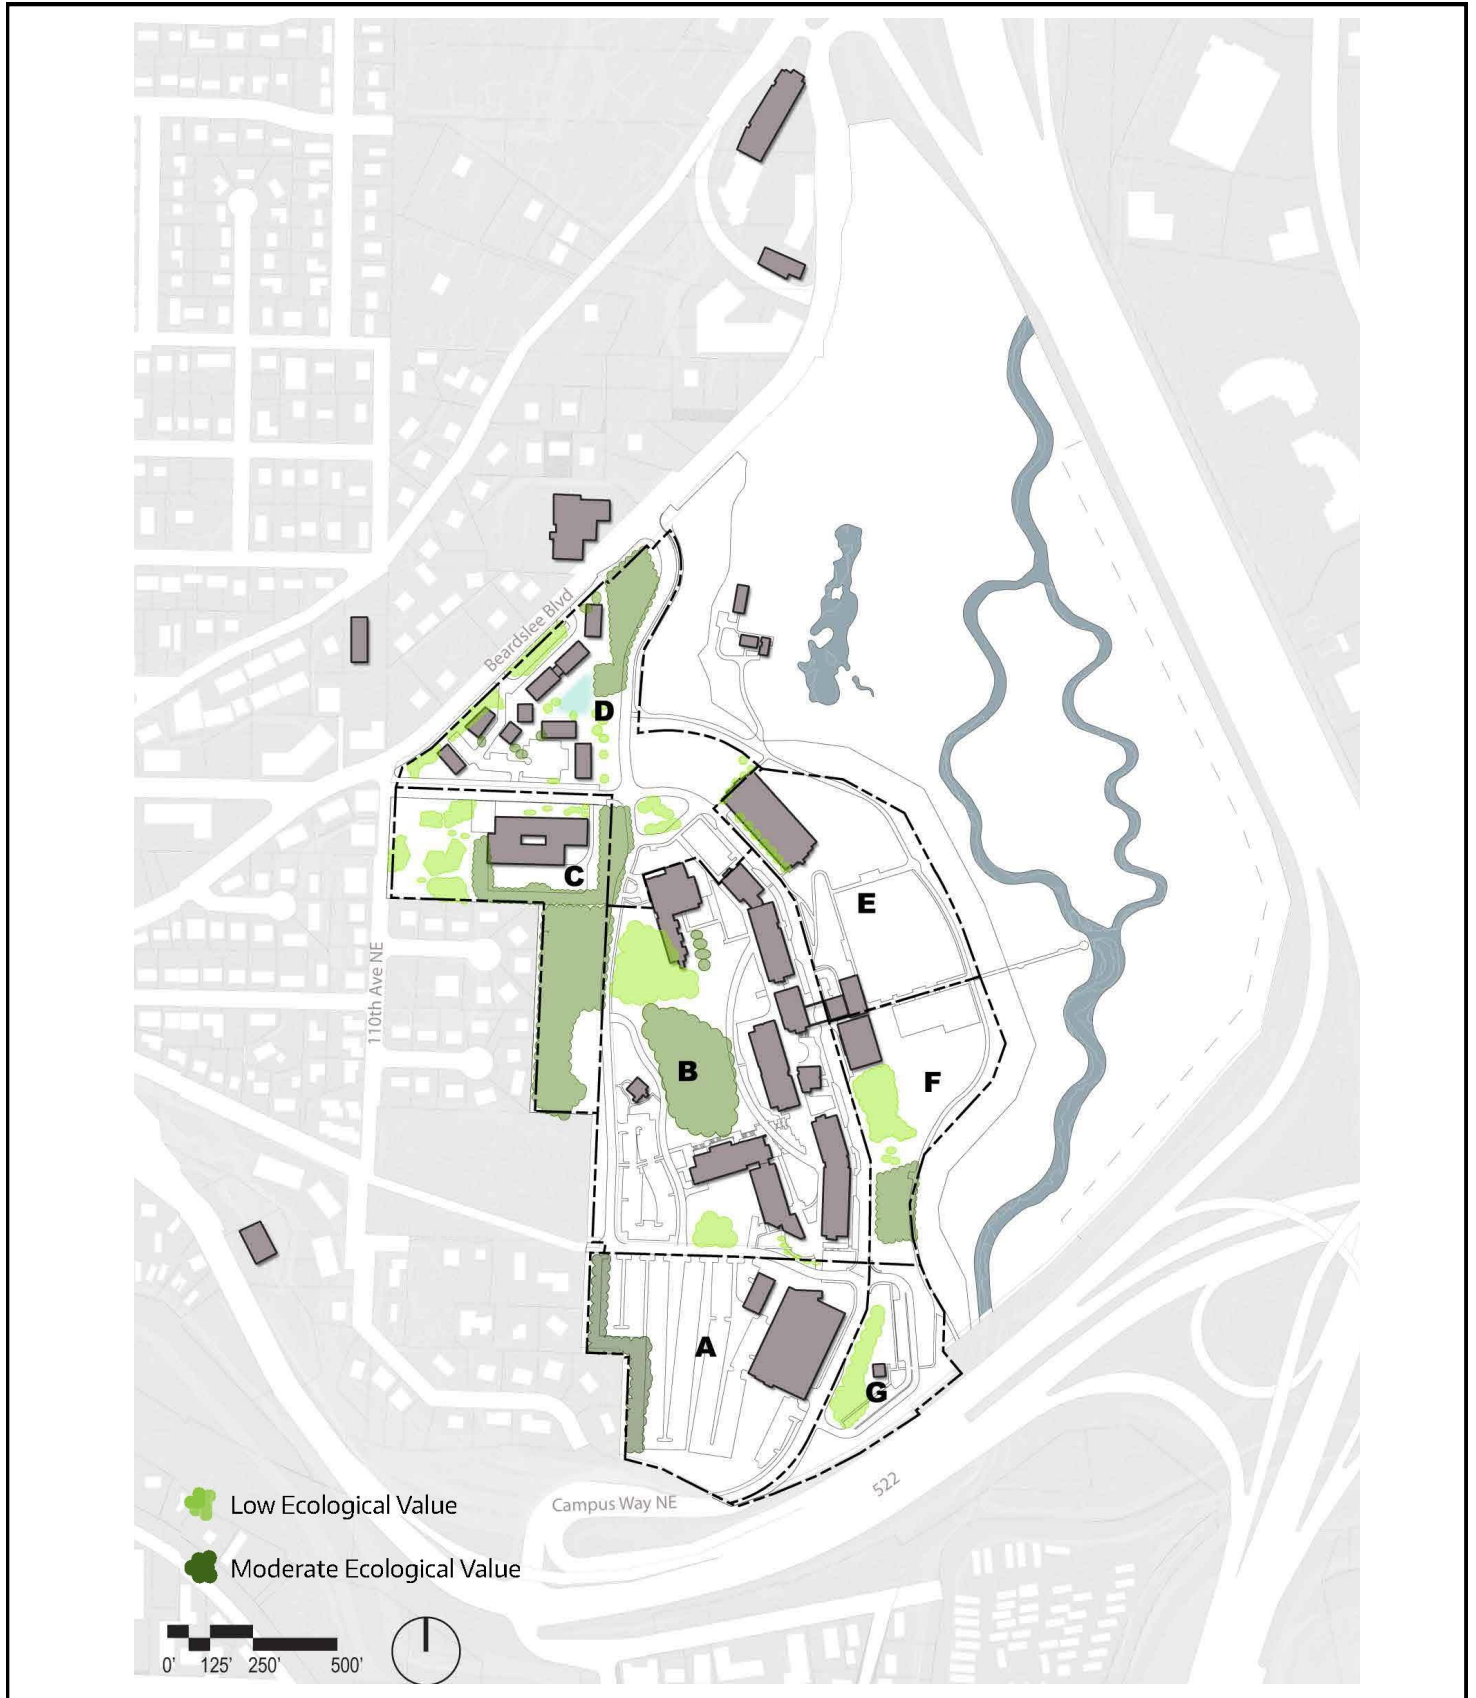 Beardslee Blvd
D
C
E
110th Ave NE
B
F
A
G
522
Campus Way NE
Low Ecological Value
Moderate Ecological Value
0' 125' 250' 500'